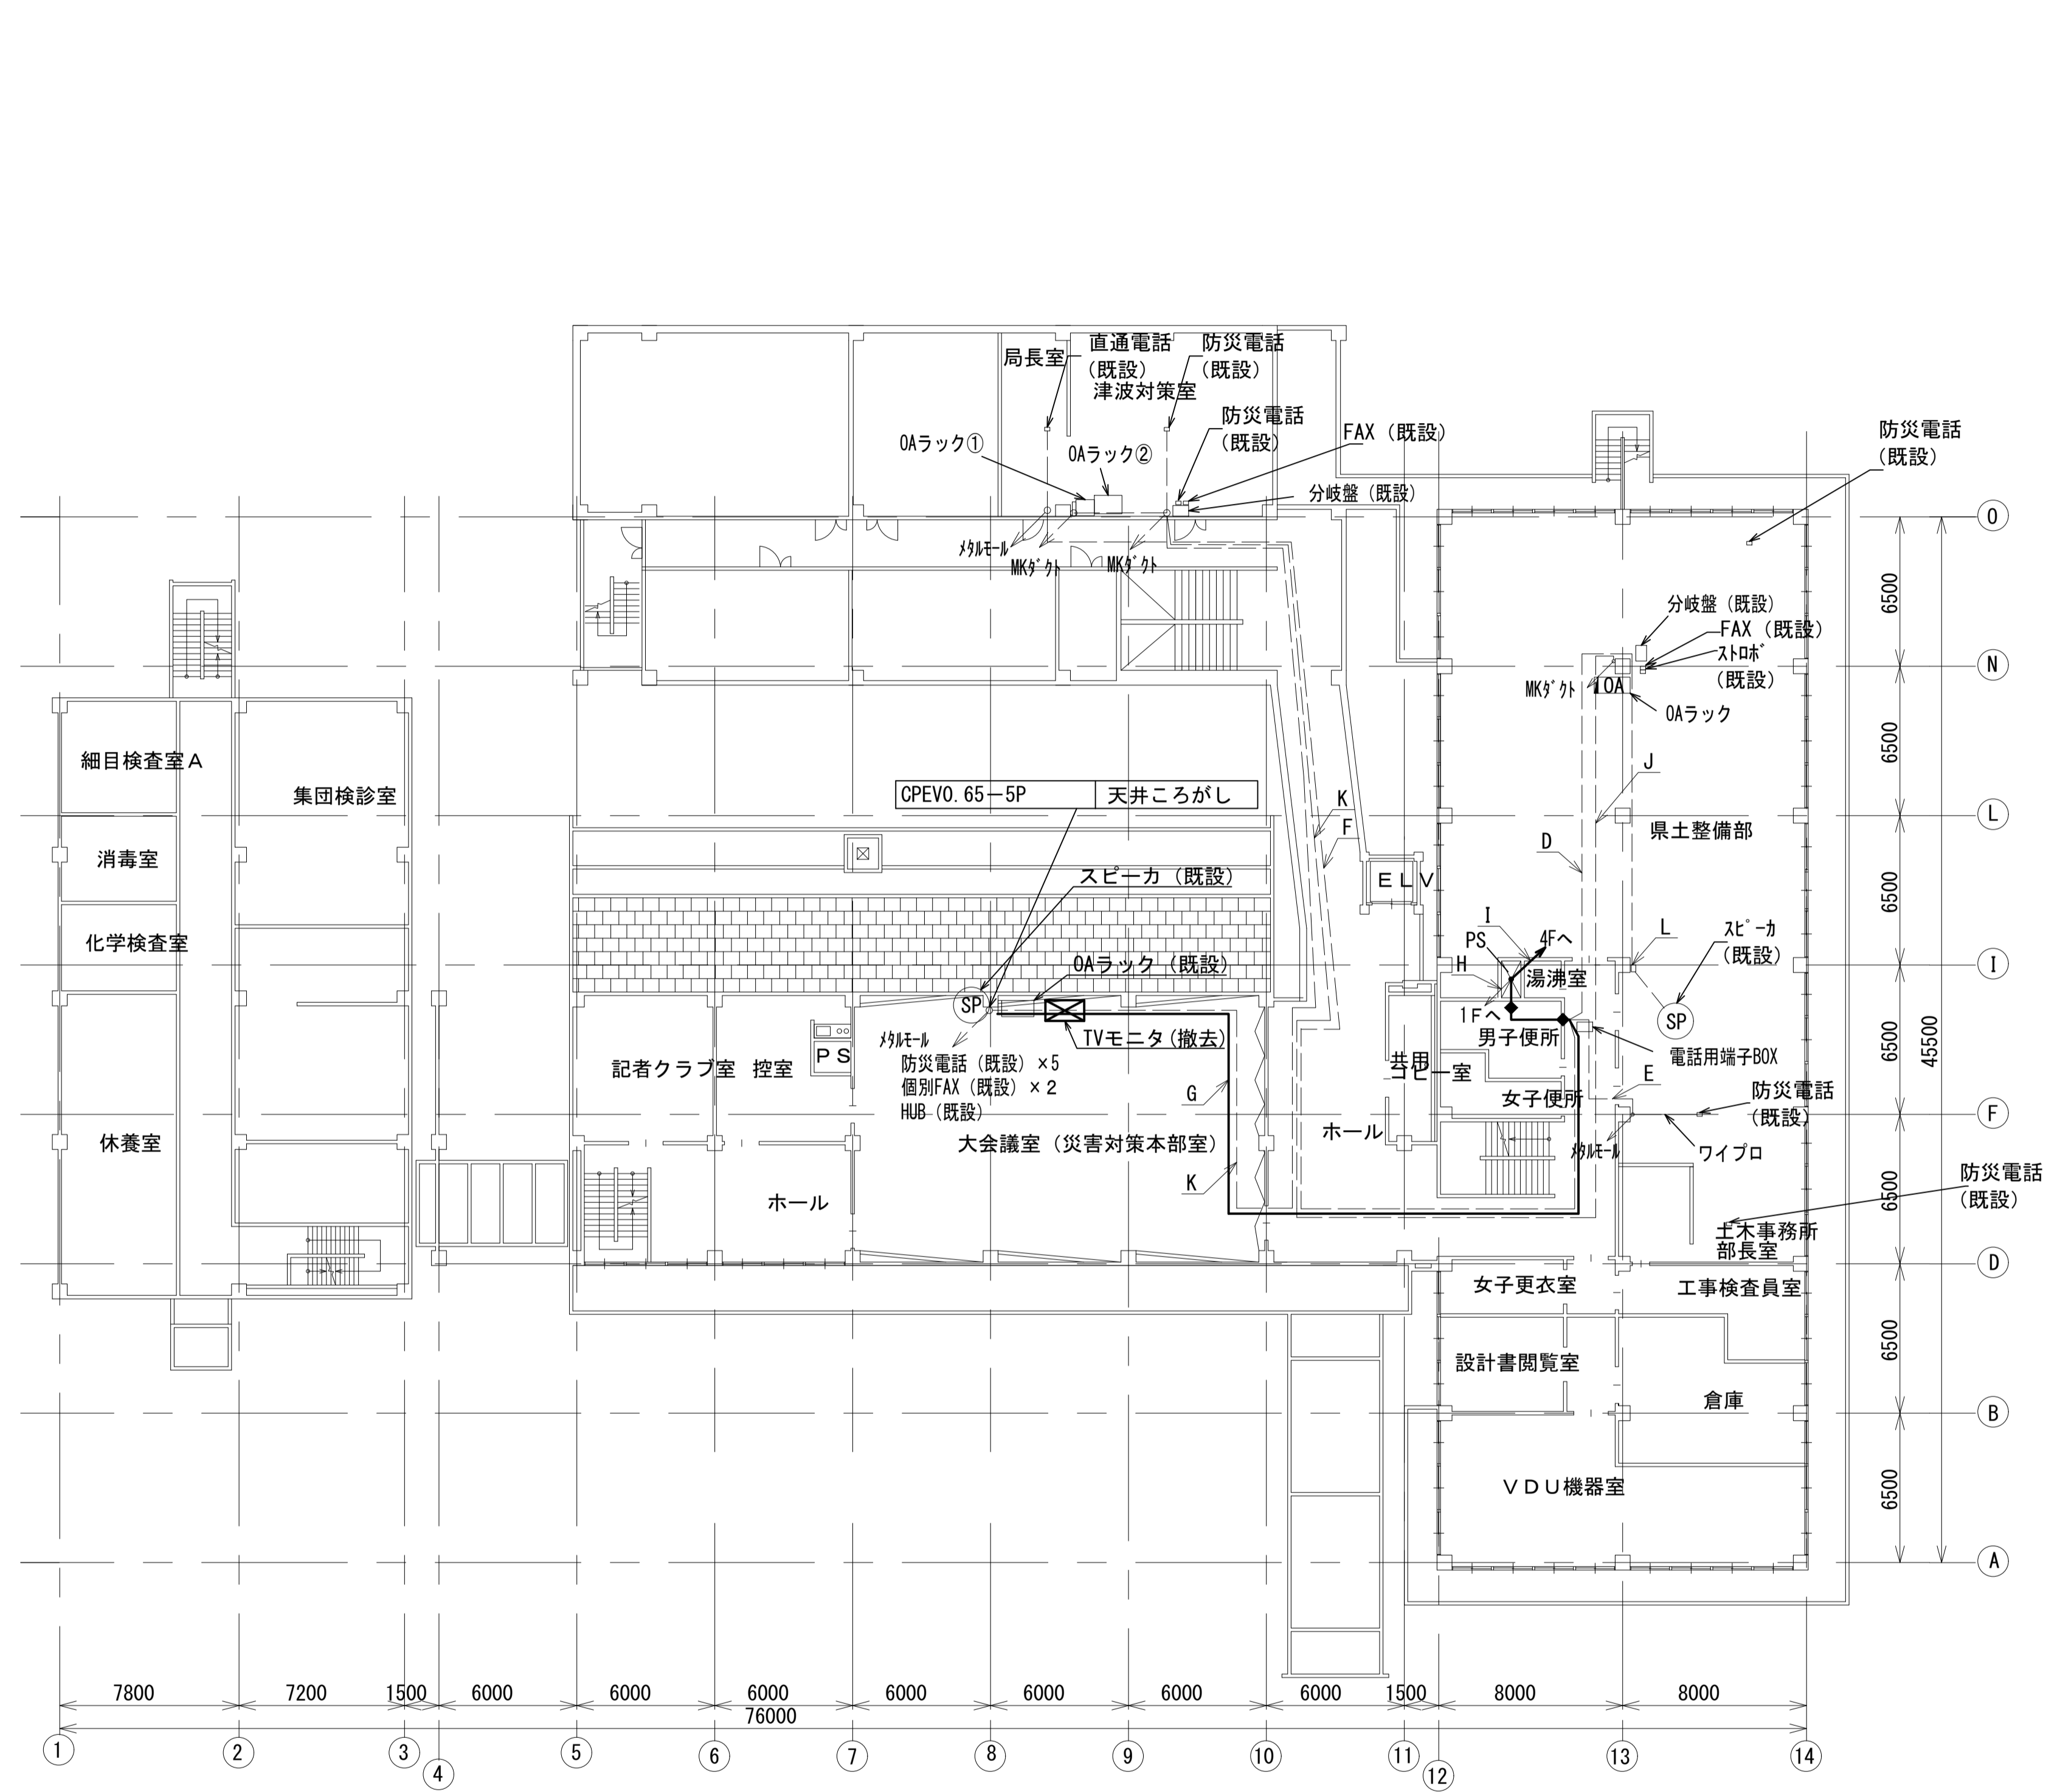 直通電話
(既設)
防災電話
(既設)
局長室
津波対策室
防災電話
(既設)
FAX (既設)
OAラック①
OAラック②
分岐盤 (既設)
防災電話
(既設)
メタルモール
MKダクト
MKダクト
O
6500
分岐盤 (既設)
FAX (既設)
ストロボ
(既設)
N
MKダクト
OA
OAラック
6500
細目検査室A
集団検診室
J
CPEV0.65-5P
天井ころがし
K
F
L
県土整備部
D
消毒室
スピーカ (既設)
ELV
6500
化学検査室
I
PS
4Fへ
L
スピーカ
(既設)
OAラック (既設)
H
湯沸室
I
SP
1Fへ
SP
男子便所
TVモニタ(撤去)
メタルモール
PS
記者クラブ室
控室
防災電話 (既設) ×5
個別FAX (既設) ×2
HUB (既設)
共用
コピー室
電話用端子BOX
6500
45500
G
E
女子便所
防災電話
(既設)
F
休養室
大会議室 (災害対策本部室)
ホール
メタルモール
ワイプロ
防災電話
(既設)
K
ホール
6500
土木事務所
部長室
D
女子更衣室
工事検査員室
設計書閲覧室
6500
倉庫
B
VDU機器室
6500
A
7800
7200
1500
6000
6000
6000
6000
6000
6000
6000
1500
8000
8000
76000
1
2
3
4
5
6
7
8
9
10
11
12
13
14